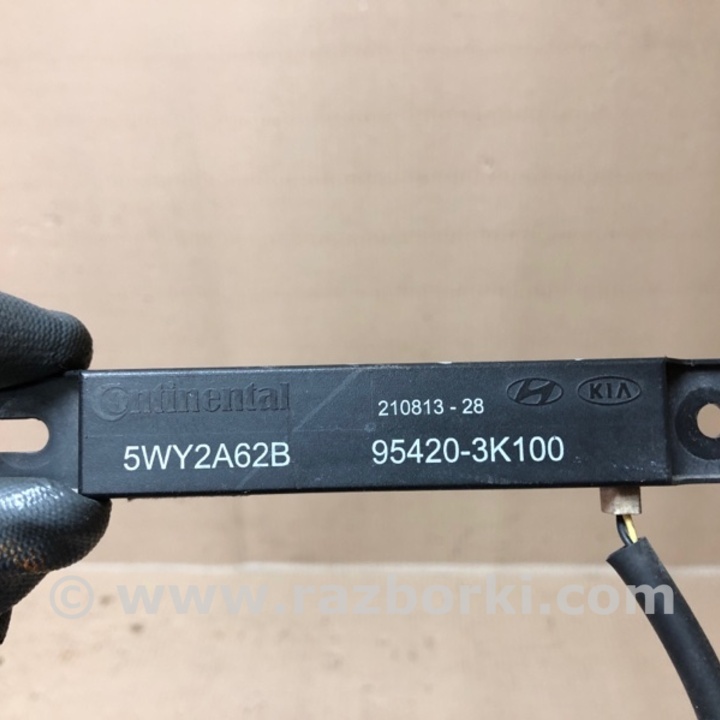 Continental
210813 - 28
KIA
5WY2A62B
95420-3K100
© www.razborki.com